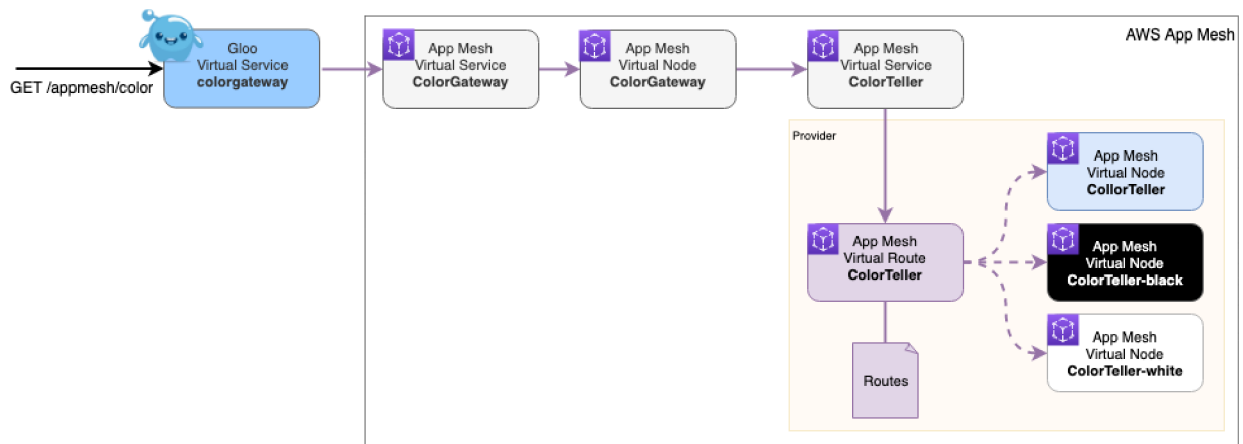 GET /appmesh/color
Gloo
Virtual Service
colorgateway
AWS App Mesh
App Mesh
Virtual Service
ColorGateway
App Mesh
Virtual Node
ColorGateway
App Mesh
Virtual Service
ColorTeller
Provider
App Mesh
Virtual Route
ColorTeller
Routes
App Mesh
Virtual Node
CollorTeller
App Mesh
Virtual Node
ColorTeller-black
App Mesh
Virtual Node
ColorTeller-white